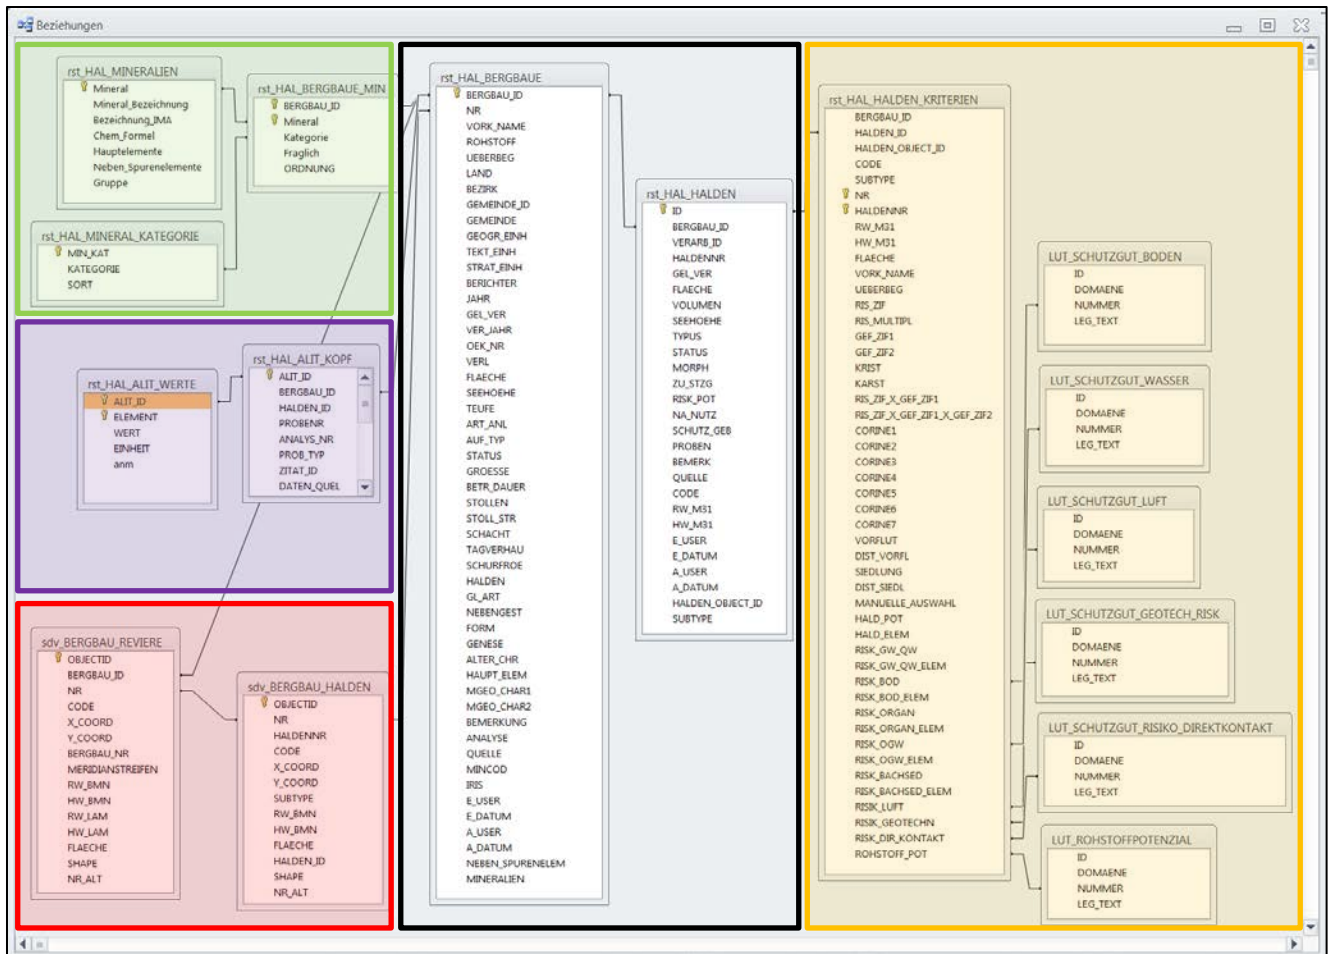 Beziehungen
rst_HAL_MINERALIEN
Mineral
Mineral_Bezeichnung
Bezeichnung_IMA
Chem_Formel
Hauptelemente
Neben_Spurenelemente
Gruppe
rst_HAL_BERGBAUE_MIN
BERGBAU_ID
Mineral
Kategorie
Fraglich
ORDNUNG
rst_HAL_MINERAL_KATEGORIE
MIN_KAT
KATEGORIE
SORT
rst_HAL_ALIT_WERTE
ALIT_ID
ELEMENT
WERT
EINHEIT
anm
rst_HAL_ALIT_KOPF
ALIT_ID
BERGBAU_ID
HALDEN_ID
PROBENR
ANALYS_NR
PROB_TYP
ZITAT_ID
DATEN_QUEL
sdv_BERGBAU_REVIERE
OBJECTID
BERGBAU_ID
NR
CODE
X_COORD
Y_COORD
BERGBAU_NR
MERIDIANSTREIFEN
RW_BMN
HW_BMN
RW_LAM
HW_LAM
FLAECHE
SHAPE
NR_ALT
sdv_BERGBAU_HALDEN
OBJECTID
NR
HALDENNR
CODE
X_COORD
Y_COORD
SUBTYPE
RW_BMN
HW_BMN
FLAECHE
HALDEN_ID
SHAPE
NR_ALT
rst_HAL_BERGBAUE
BERGBAU_ID
NR
VORK_NAME
ROHSTOFF
UEBERBEG
LAND
BEZIRK
GEMEINDE_ID
GEMEINDE
GEOGR_EINH
TEKT_EINH
STRAT_EINH
BERICHTER
JAHR
GEL_VER
VER_JAHR
OEK_NR
VERL
FLAECHE
SEEHOEHE
TEUFE
ART_ANL
AUF_TYP
STATUS
GROESSE
BETR_DAUER
STOLLEN
STOLL_STR
SCHACHT
TAGVERHAU
SCHURFROE
HALDEN
GL_ART
NEBENGEST
FORM
GENESE
ALTER_CHR
HAUPT_ELEM
MGEO_CHAR1
MGEO_CHAR2
BEMERKUNG
ANALYSE
QUELLE
MINCOD
IRIS
E_USER
E_DATUM
A_USER
A_DATUM
NEBEN_SPURENELEM
MINERALIEN
rst_HAL_HALDEN
ID
BERGBAU_ID
VERARB_ID
HALDENNR
GEL_VER
FLAECHE
VOLUMEN
SEEHOEHE
TYPUS
STATUS
MORPH
ZU_STZG
RISK_POT
NA_NUTZ
SCHUTZ_GEB
PROBEN
BEMERK
QUELLE
CODE
RW_M31
HW_M31
E_USER
E_DATUM
A_USER
A_DATUM
HALDEN_OBJECT_ID
SUBTYPE
rst_HAL_HALDEN_KRITERIEN
BERGBAU_ID
HALDEN_ID
HALDEN_OBJECT_ID
CODE
SUBTYPE
NR
HALDENNR
RW_M31
HW_M31
FLAECHE
VORK_NAME
UEBERBEG
RIS_ZIF
RIS_MULTIPL
GEF_ZIF1
GEF_ZIF2
KRIST
KARST
RIS_ZIF_X_GEF_ZIF1
RIS_ZIF_X_GEF_ZIF1_X_GEF_ZIF2
CORINE1
CORINE2
CORINE3
CORINE4
CORINE5
CORINE6
CORINE7
VORFLUT
DIST_VORFL
SIEDLUNG
DIST_SIEDL
MANUELLE_AUSWAHL
HALD_POT
HALD_ELEM
RISK_GW_QW
RISK_GW_QW_ELEM
RISK_BOD
RISK_BOD_ELEM
RISK_ORGAN
RISK_ORGAN_ELEM
RISK_OGW
RISK_OGW_ELEM
RISK_BACHSED
RISK_BACHSED_ELEM
RISIK_LUFT
RISIK_GEOTECHN
RISK_DIR_KONTAKT
ROHSTOFF_POT
LUT_SCHUTZGUT_BODEN
ID
DOMAENE
NUMMER
LEG_TEXT
LUT_SCHUTZGUT_WASSER
ID
DOMAENE
NUMMER
LEG_TEXT
LUT_SCHUTZGUT_LUFT
ID
DOMAENE
NUMMER
LEG_TEXT
LUT_SCHUTZGUT_GEOTECH_RISK
ID
DOMAENE
NUMMER
LEG_TEXT
LUT_SCHUTZGUT_RISIKO_DIREKTKONTAKT
ID
DOMAENE
NUMMER
LEG_TEXT
LUT_ROHSTOFFPOTENZIAL
ID
DOMAENE
NUMMER
LEG_TEXT